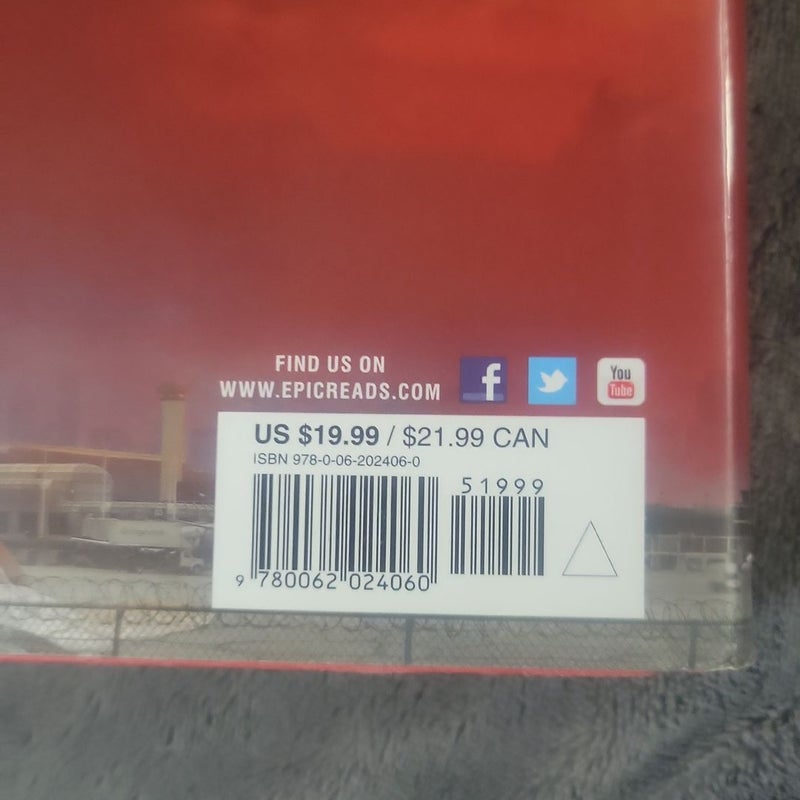 FIND US ON
WWW.EPICREADS.COM
f
You
Tube
US $19.99 / $21.99 CAN
ISBN 978-0-06-202406-0
51999
9 780062 024060